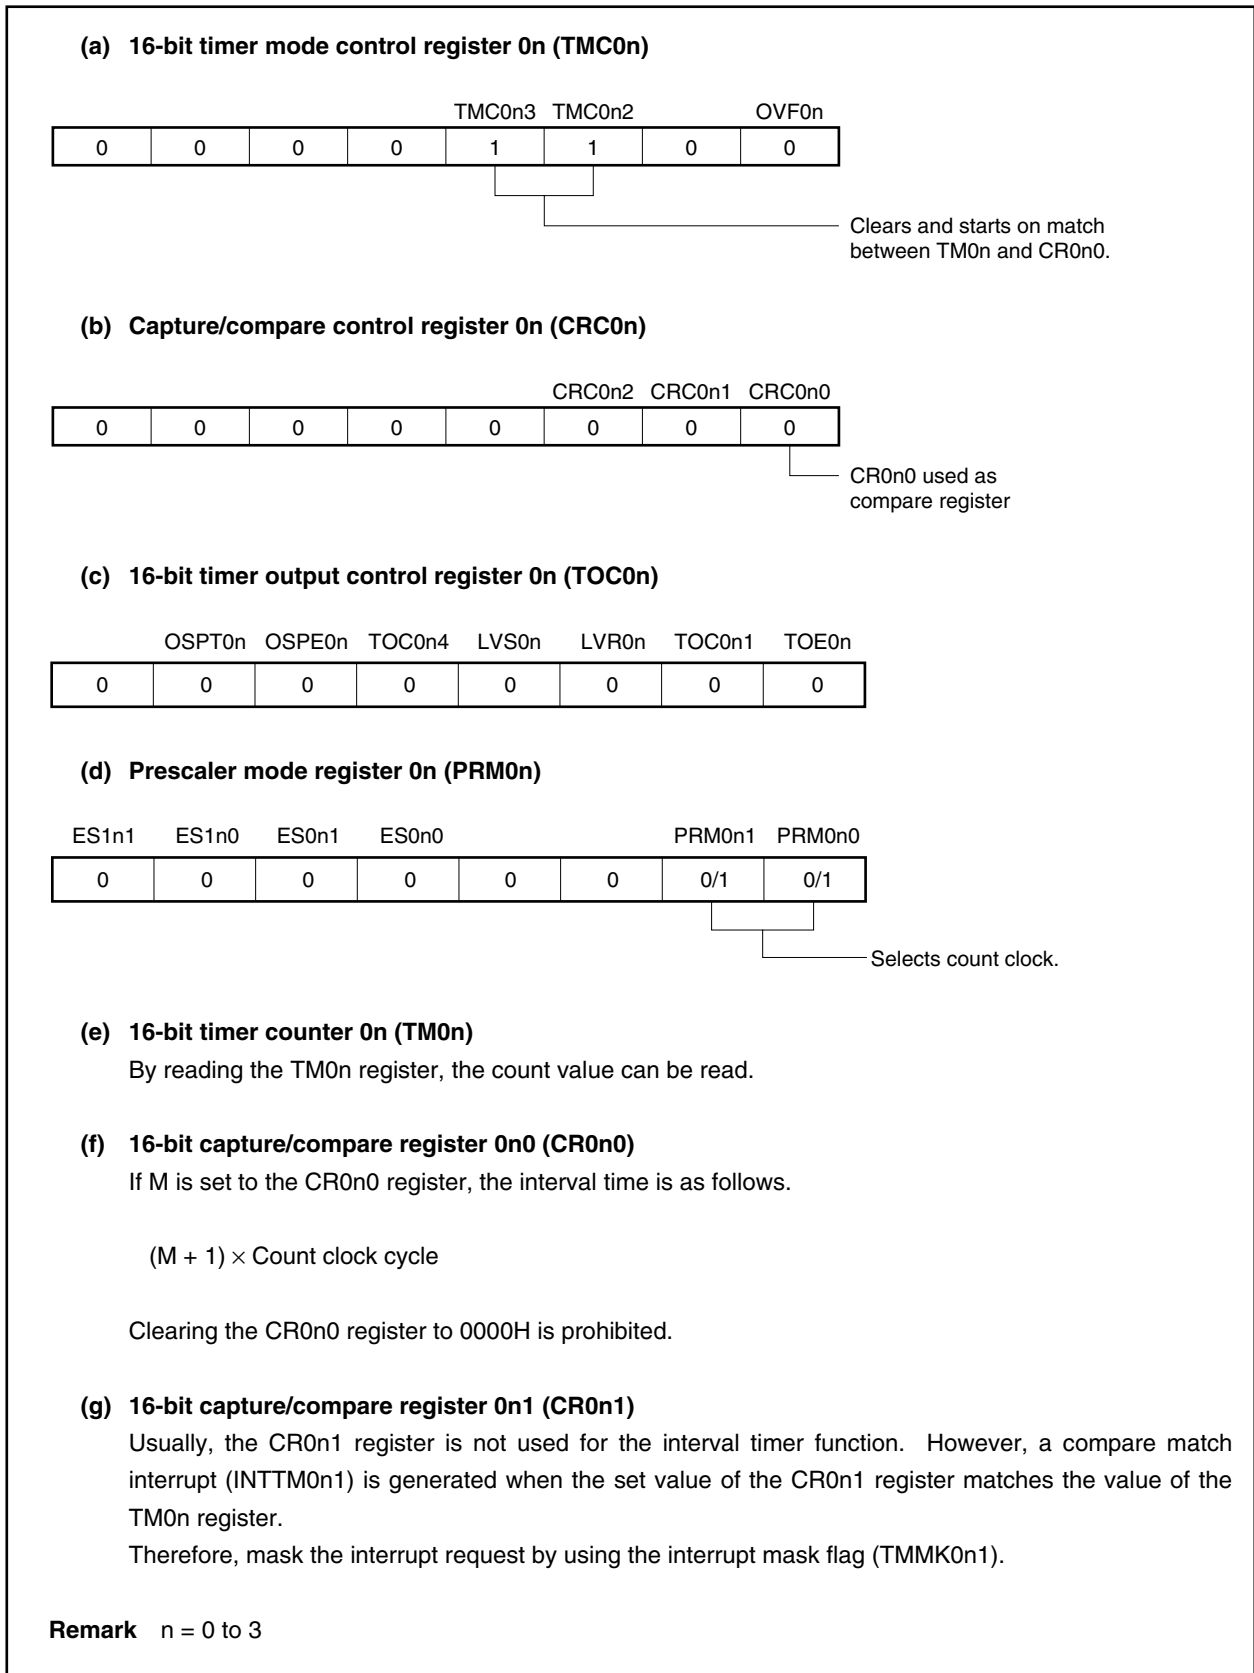 (a) 16-bit timer mode control register 0n (TMC0n)
TMC0n3 TMC0n2 OVF0n
0 0 0 0 1 1 0 0
Clears and starts on match
between TM0n and CR0n0.
(b) Capture/compare control register 0n (CRC0n)
CRC0n2 CRC0n1 CRC0n0
0 0 0 0 0 0 0 0
CR0n0 used as
compare register
(c) 16-bit timer output control register 0n (TOC0n)
OSPT0n OSPE0n TOC0n4 LVS0n LVR0n TOC0n1 TOE0n
0 0 0 0 0 0 0 0
(d) Prescaler mode register 0n (PRM0n)
ES1n1 ES1n0 ES0n1 ES0n0 PRM0n1 PRM0n0
0 0 0 0 0 0 0/1 0/1
Selects count clock.
(e) 16-bit timer counter 0n (TM0n)
By reading the TM0n register, the count value can be read.
(f) 16-bit capture/compare register 0n0 (CR0n0)
If M is set to the CR0n0 register, the interval time is as follows.
(M + 1) × Count clock cycle
Clearing the CR0n0 register to 0000H is prohibited.
(g) 16-bit capture/compare register 0n1 (CR0n1)
Usually, the CR0n1 register is not used for the interval timer function. However, a compare match
interrupt (INTTM0n1) is generated when the set value of the CR0n1 register matches the value of the
TM0n register.
Therefore, mask the interrupt request by using the interrupt mask flag (TMMK0n1).
Remark n = 0 to 3